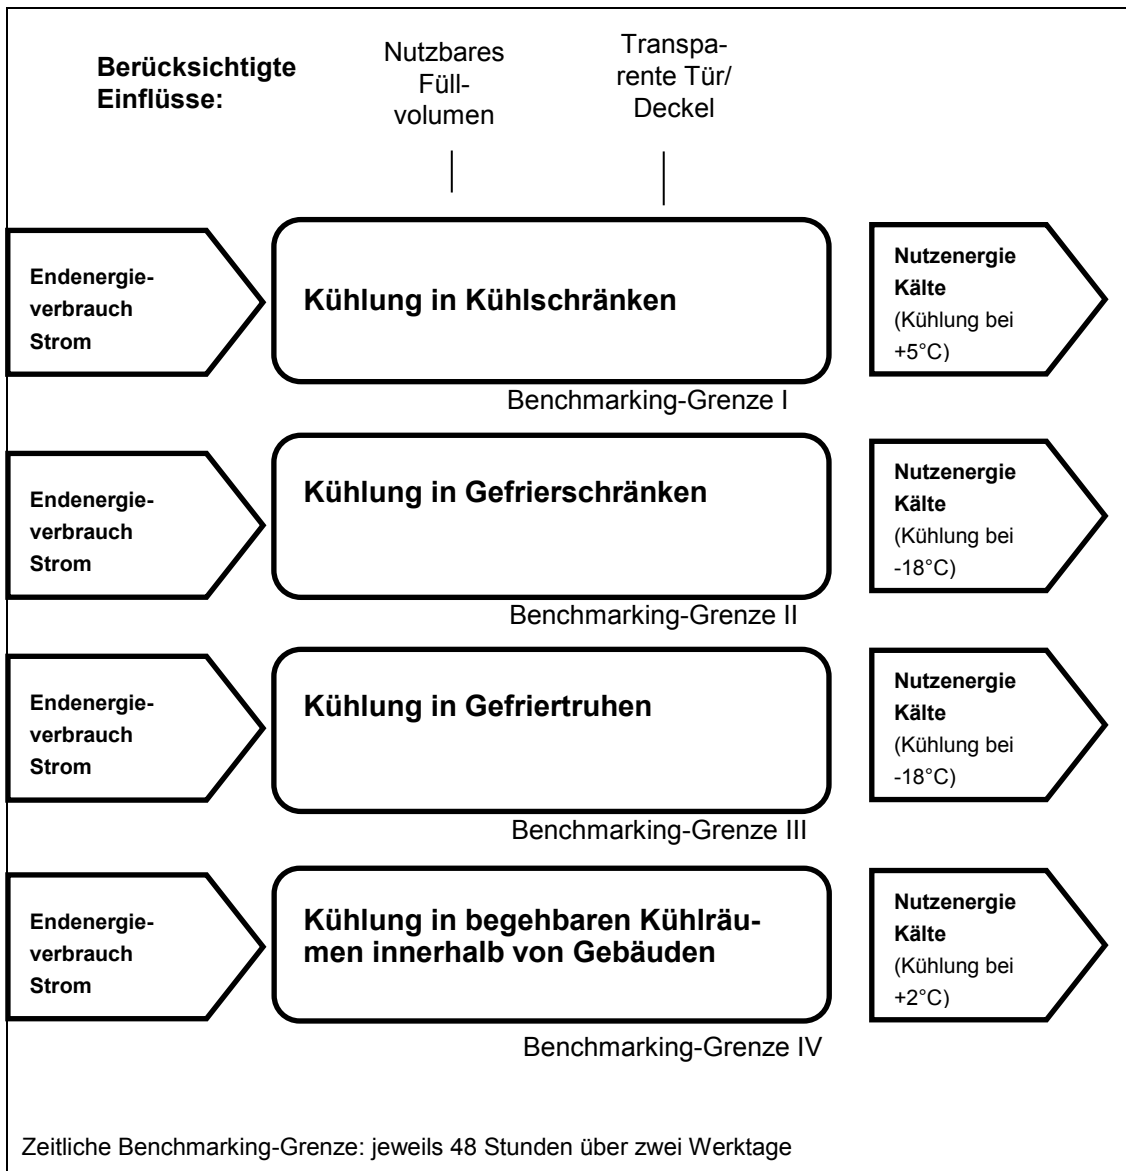 Berücksichtigte
Einflüsse:
Nutzbares
Füll-
volumen
Transpa-
rente Tür/
Deckel
Endenergie-
verbrauch
Strom
Kühlung in Kühlschränken
Nutzenergie
Kälte
(Kühlung bei
+5°C)
Benchmarking-Grenze I
Endenergie-
verbrauch
Strom
Kühlung in Gefrierschränken
Nutzenergie
Kälte
(Kühlung bei
-18°C)
Benchmarking-Grenze II
Endenergie-
verbrauch
Strom
Kühlung in Gefriertruhen
Nutzenergie
Kälte
(Kühlung bei
-18°C)
Benchmarking-Grenze III
Endenergie-
verbrauch
Strom
Kühlung in begehbaren Kühlräu-
men innerhalb von Gebäuden
Nutzenergie
Kälte
(Kühlung bei
+2°C)
Benchmarking-Grenze IV
Zeitliche Benchmarking-Grenze: jeweils 48 Stunden über zwei Werktage